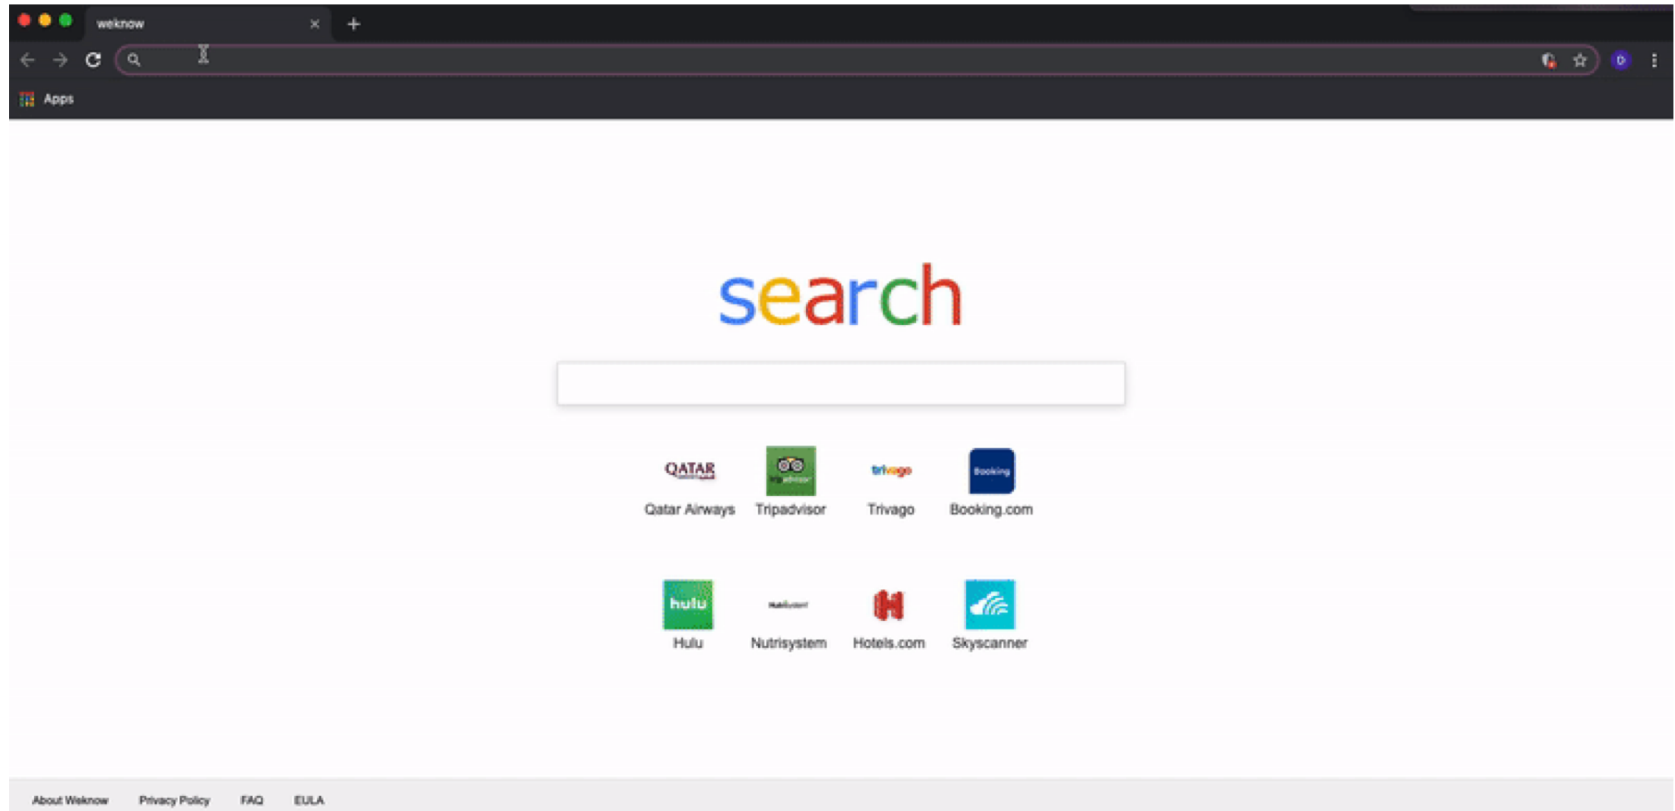 weknow
Apps
search
QATAR
tripadvisor
trivago
Booking
Qatar Airways
Tripadvisor
Trivago
Booking.com
hulu
Hulu
Nutrisystem
Hotels.com
Skyscanner
About Weknow
Privacy Policy
FAQ
EULA